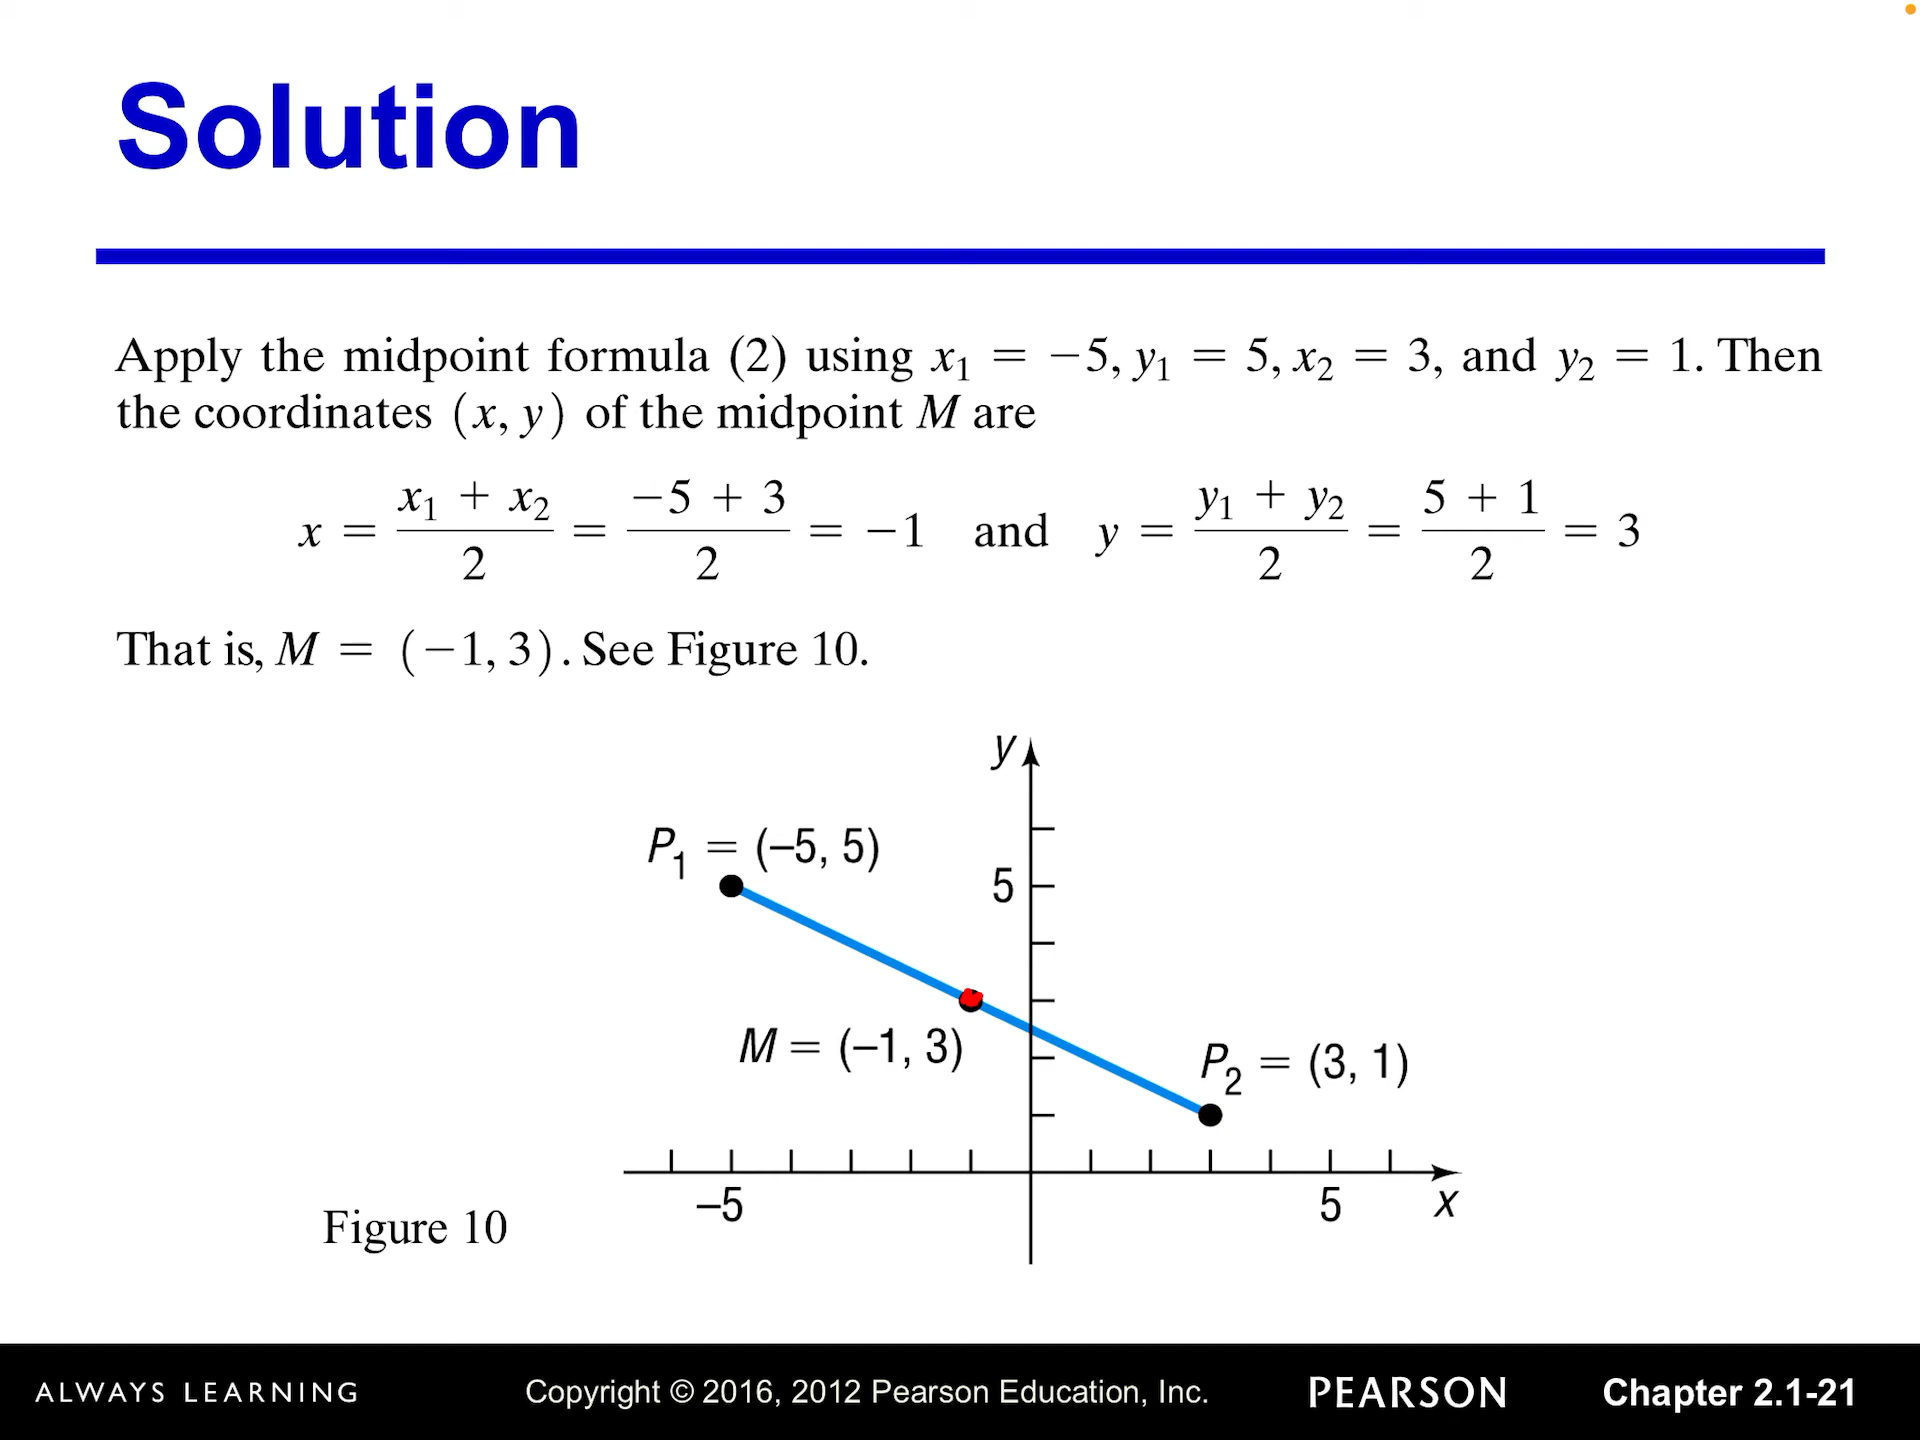 Solution
Apply the midpoint formula (2) using x₁ = −5, y₁ = 5, x₂ = 3, and y₂ = 1. Then
the coordinates (x, y) of the midpoint M are
x = (x₁ + x₂)/2 = (−5 + 3)/2 = −1 and y = (y₁ + y₂)/2 = (5 + 1)/2 = 3
That is, M = (−1, 3). See Figure 10.
y
P₁ = (–5, 5)
5
M = (–1, 3)
P₂ = (3, 1)
–5 5 x
Figure 10
ALWAYS LEARNING Copyright © 2016, 2012 Pearson Education, Inc. PEARSON Chapter 2.1-21